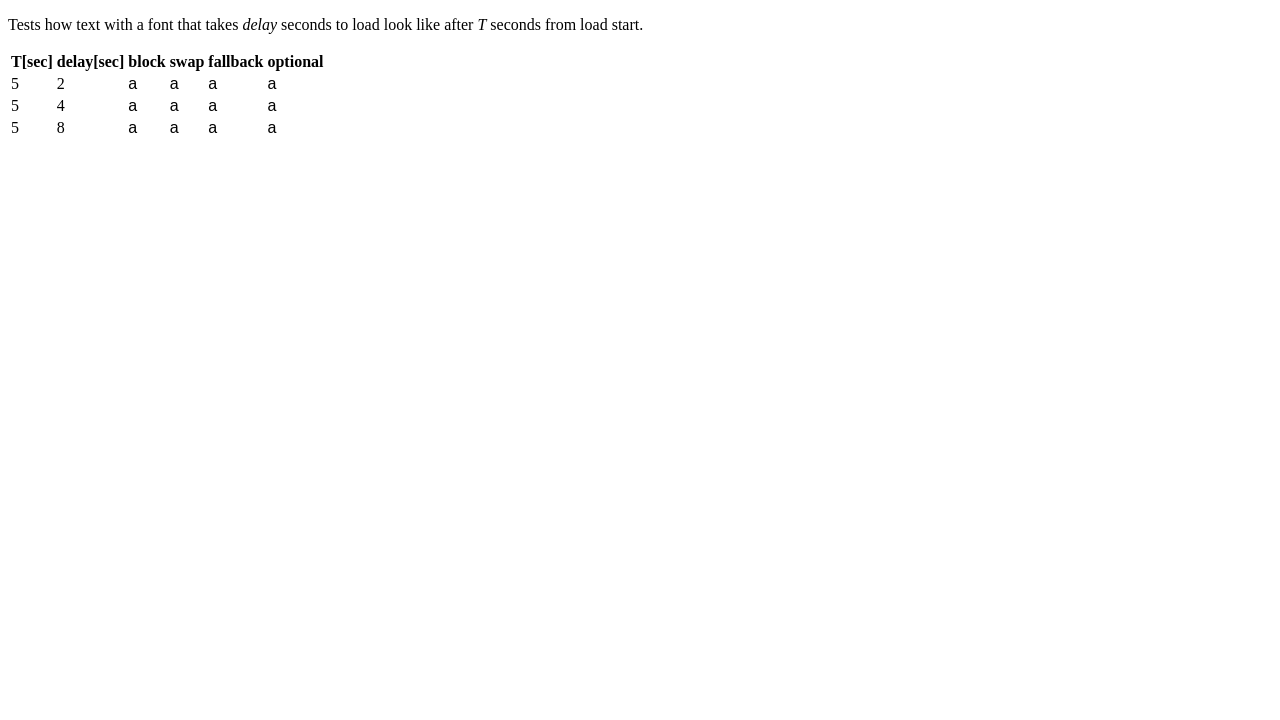 Tests how text with a font that takes delay seconds to load look like after T seconds from load start.
T[sec] delay[sec] block swap fallback optional
5 2 a a a a
5 4 a a a a
5 8 a a a a